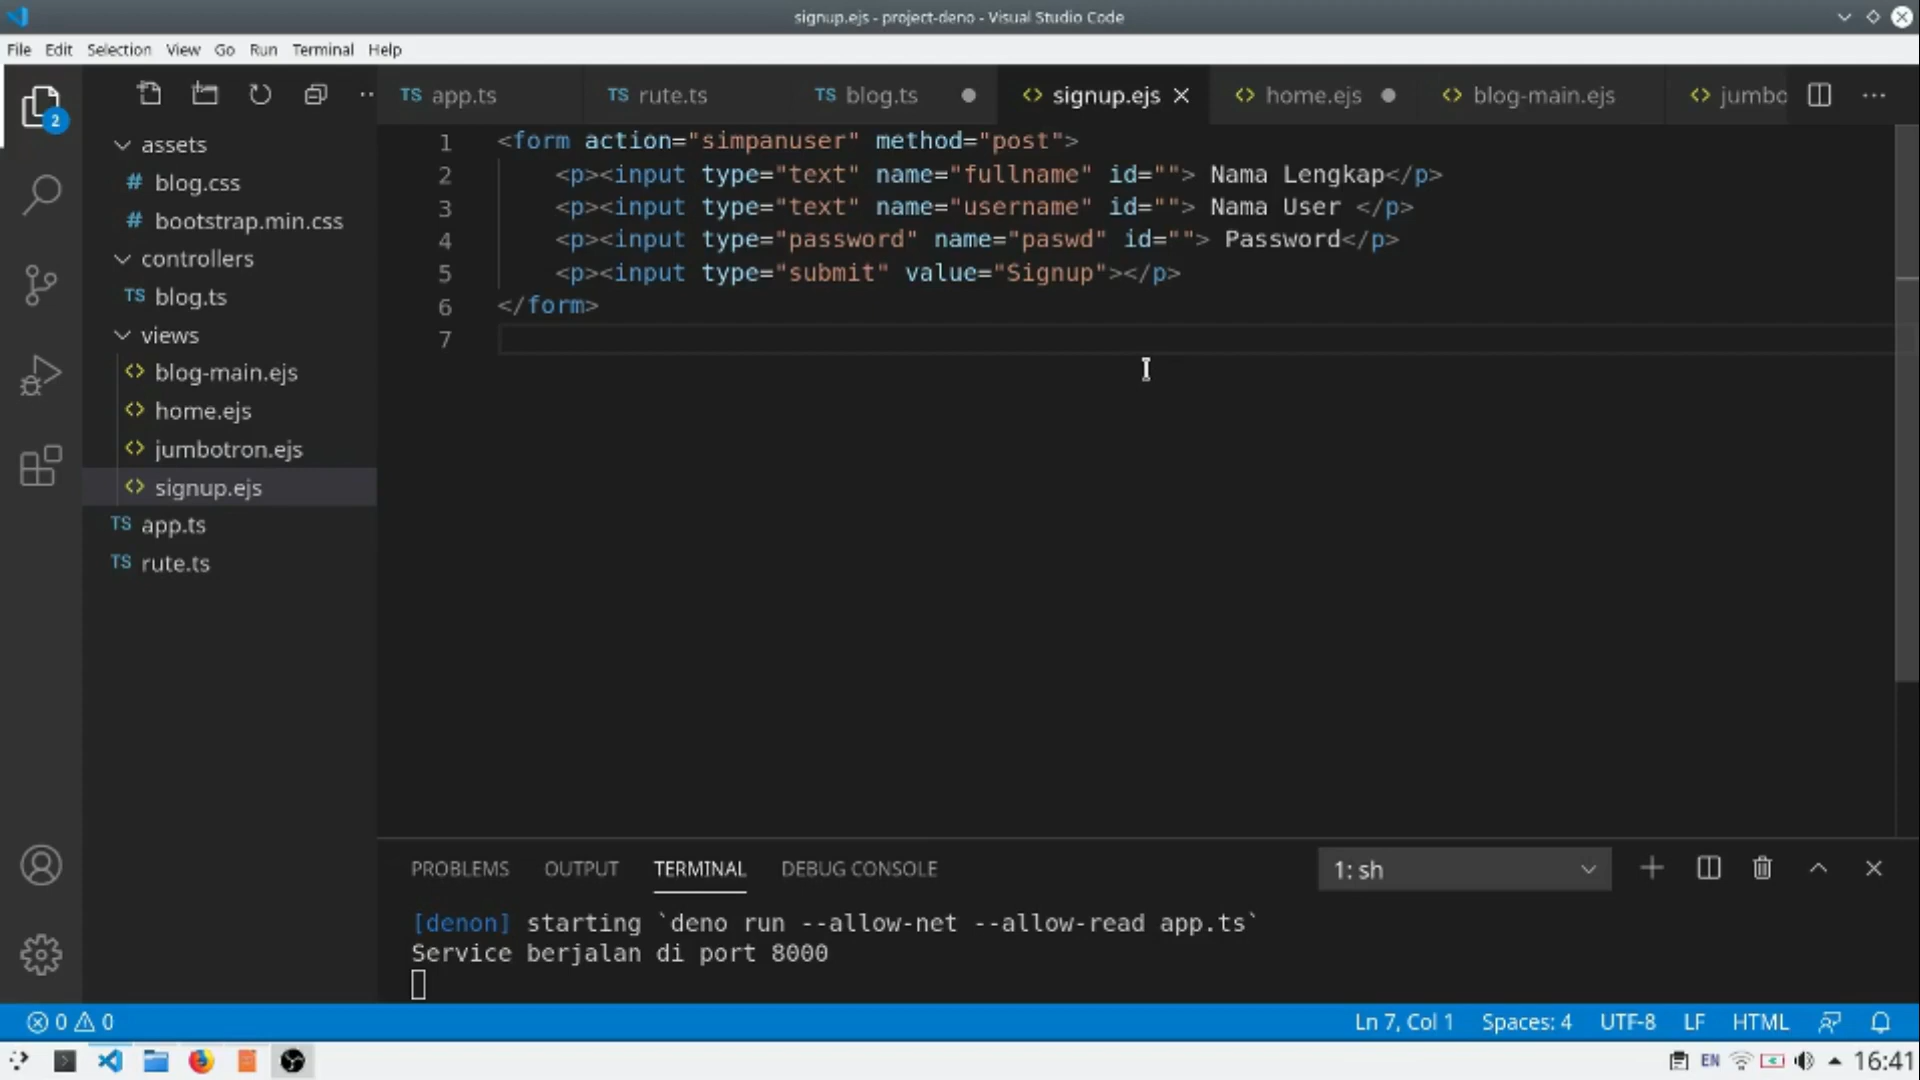 signup.ejs - project-deno - Visual Studio Code
File Edit Selection View Go Run Terminal Help
2
assets
# blog.css
# bootstrap.min.css
controllers
TS blog.ts
views
<> blog-main.ejs
<> home.ejs
<> jumbotron.ejs
<> signup.ejs
TS app.ts
TS rute.ts
TS app.ts TS rute.ts TS blog.ts <> signup.ejs <> home.ejs <> blog-main.ejs <> jumbo
1 <form action="simpanuser" method="post">
2 <p><input type="text" name="fullname" id=""> Nama Lengkap</p>
3 <p><input type="text" name="username" id=""> Nama User </p>
4 <p><input type="password" name="paswd" id=""> Password</p>
5 <p><input type="submit" value="Signup"></p>
6 </form>
7
PROBLEMS OUTPUT TERMINAL DEBUG CONSOLE 1: sh
[denon] starting `deno run --allow-net --allow-read app.ts`
Service berjalan di port 8000
0 0 Ln 7, Col 1 Spaces: 4 UTF-8 LF HTML
EN 16:41